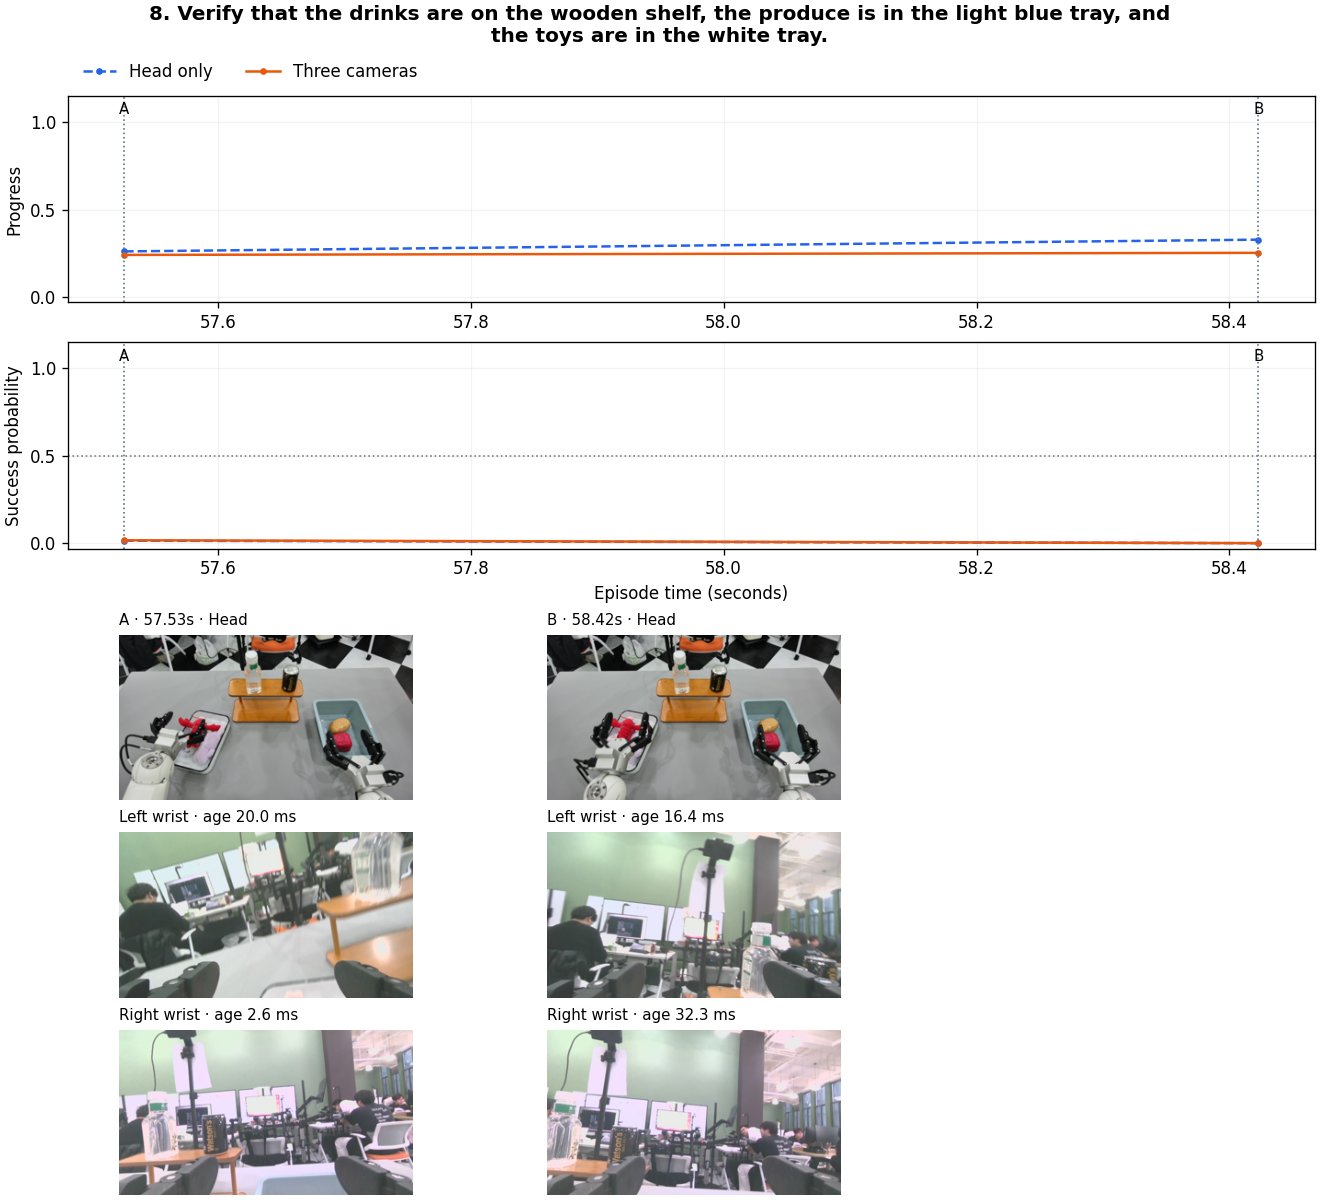 8. Verify that the drinks are on the wooden shelf, the produce is in the light blue tray, and
the toys are in the white tray.
Head only
Three cameras
A
B
1.0
0.5
0.0
Progress
57.6
57.8
58.0
58.2
58.4
A
B
1.0
0.5
0.0
Success probability
57.6
57.8
58.0
58.2
58.4
Episode time (seconds)
A · 57.53s · Head
B · 58.42s · Head
Left wrist · age 20.0 ms
Left wrist · age 16.4 ms
Right wrist · age 2.6 ms
Right wrist · age 32.3 ms
Watson's
Watson's